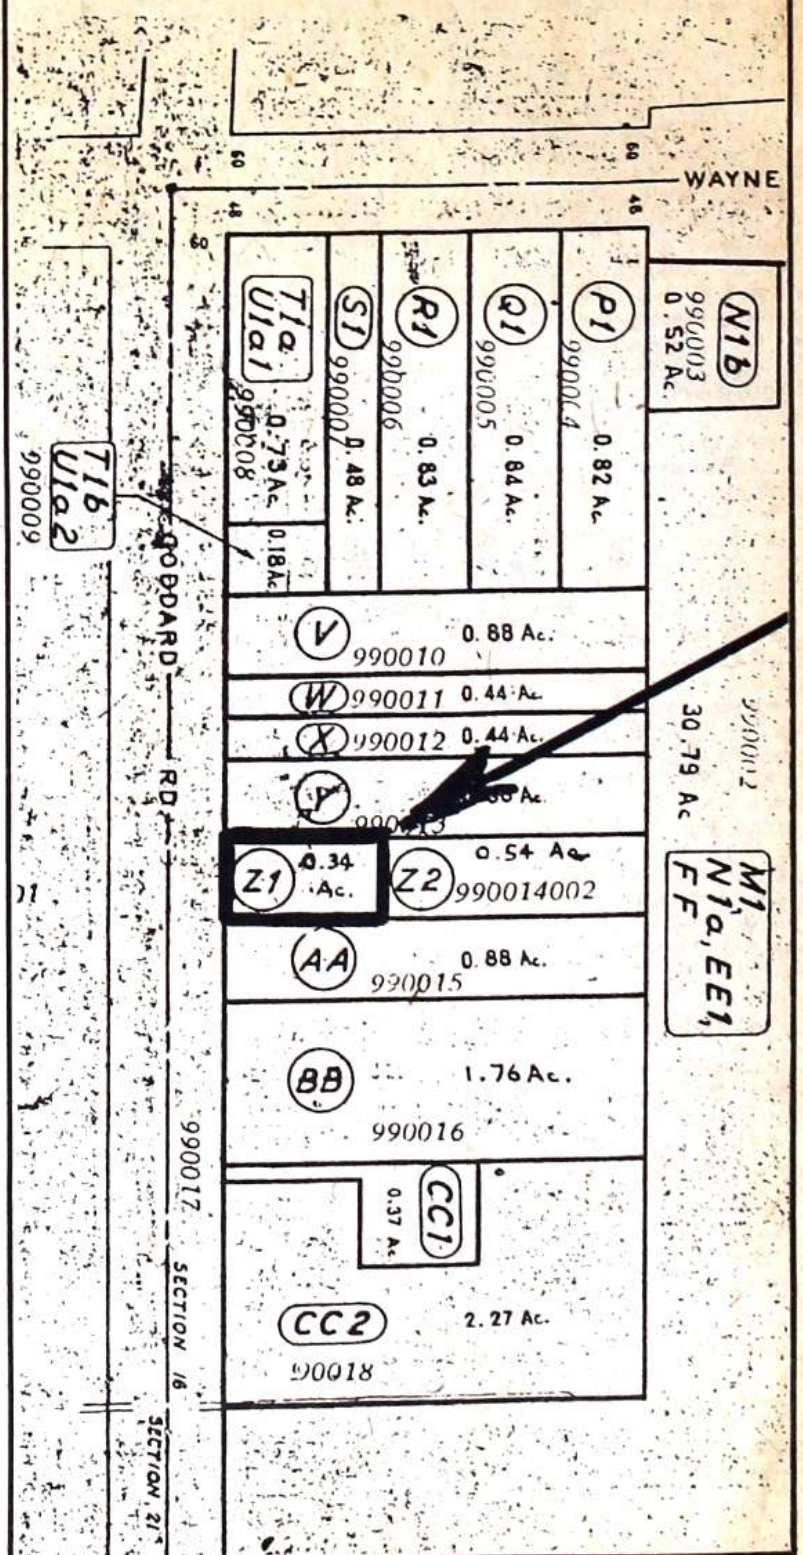 60
60
WAYNE
48
48
60
N1b
990003
0.52 Ac.
P1
990004
0.82 Ac.
Q1
990005
0.84 Ac.
R1
990006
0.83 Ac.
S1
990007
0.48 Ac.
T1a
U1a1
0.73 Ac.
990008
0.18 Ac.
T1b
U1a2
990009
GODDARD RD
V
990010
0.88 Ac.
W
990011
0.44 Ac.
X
990012
0.44 Ac.
30.79 Ac
M1,
N1a, EE1,
FF
Y
Ac.
Z1
0.34
Ac.
Z2
0.54 Ac
990014002
AA
0.88 Ac.
990015
BB
1.76 Ac.
990016
990017
CC1
0.37 Ac
CC2
2.27 Ac.
90018
SECTION 16
SECTION 21